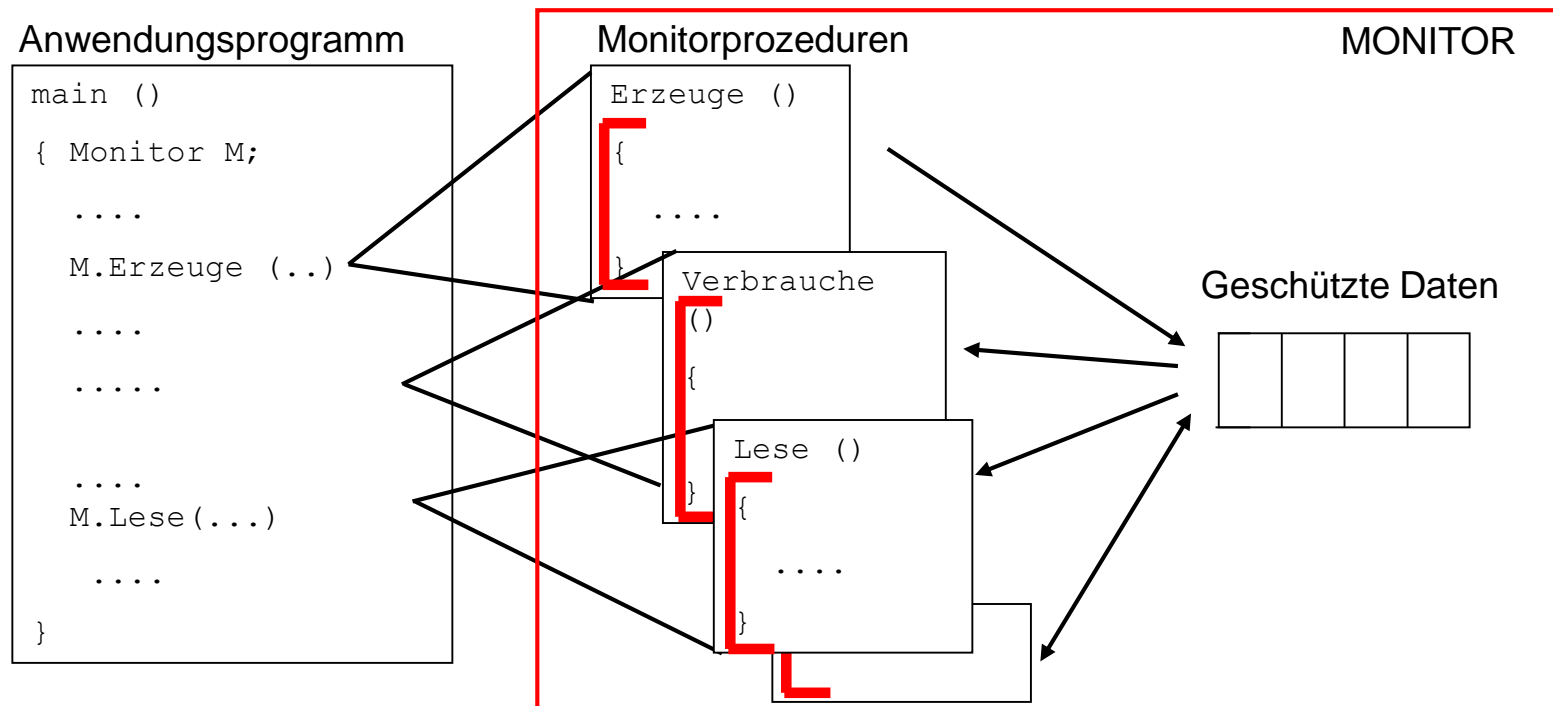 Anwendungsprogramm
main ()
{ Monitor M;
....
M.Erzeuge (..)
....
.....
....
M.Lese(...)
....
}
Monitorprozeduren
MONITOR
Erzeuge ()
{
....
}
Verbrauche
()
{
}
Lese ()
{
....
}
Geschützte Daten